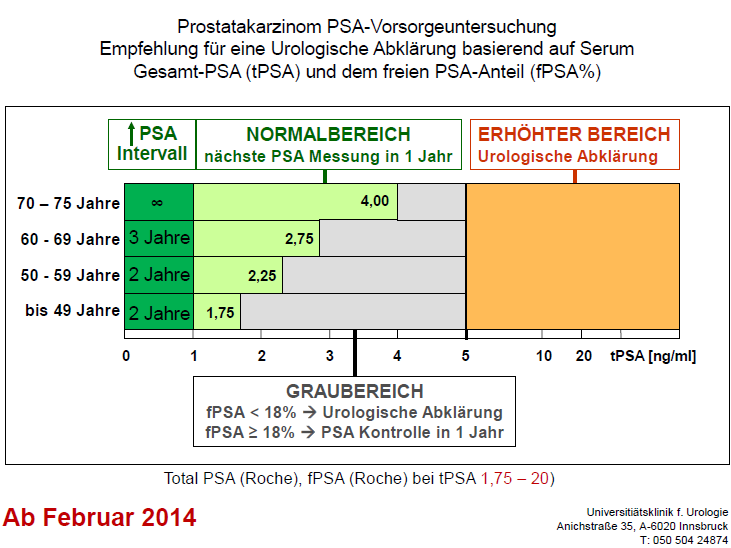 Prostatakarzinom PSA-Vorsorgeuntersuchung
Empfehlung für eine Urologische Abklärung basierend auf Serum
Gesamt-PSA (tPSA) und dem freien PSA-Anteil (fPSA%)
↑ PSA
Intervall
NORMALBEREICH
nächste PSA Messung in 1 Jahr
ERHÖHTER BEREICH
Urologische Abklärung
70 – 75 Jahre ∞ 4,00
60 - 69 Jahre 3 Jahre 2,75
50 - 59 Jahre 2 Jahre 2,25
bis 49 Jahre 2 Jahre 1,75
0 1 2 3 4 5 10 20 tPSA [ng/ml]
GRAUBEREICH
fPSA < 18% → Urologische Abklärung
fPSA ≥ 18% → PSA Kontrolle in 1 Jahr
Total PSA (Roche), fPSA (Roche) bei tPSA 1,75 – 20)
Ab Februar 2014
Universitätsklinik f. Urologie
Anichstraße 35, A-6020 Innsbruck
T: 050 504 24874